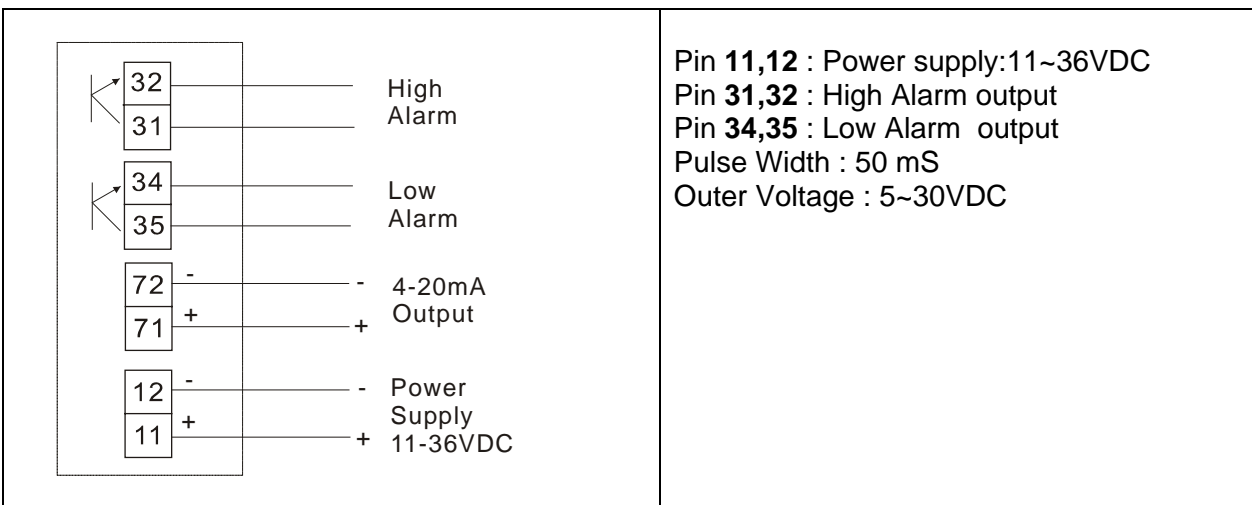 32
High
31
Alarm
34
Low
35
Alarm
72 - - 4-20mA
71 + + Output
12 - - Power
Supply
11 + + 11-36VDC
Pin 11,12 : Power supply:11~36VDC
Pin 31,32 : High Alarm output
Pin 34,35 : Low Alarm output
Pulse Width : 50 mS
Outer Voltage : 5~30VDC